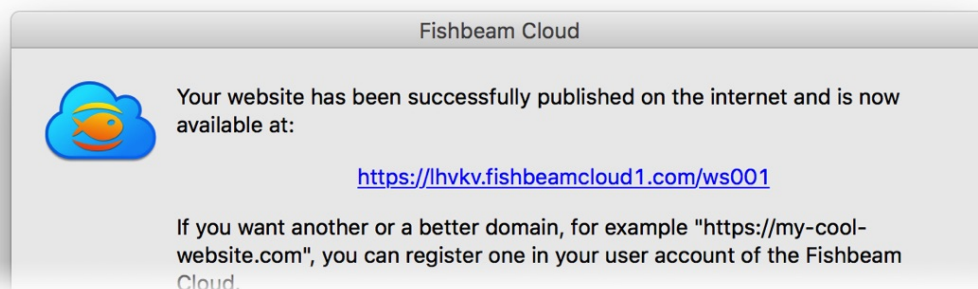 Fishbeam Cloud
Your website has been successfully published on the internet and is now
available at:
https://lhvkv.fishbeamcloud1.com/ws001
If you want another or a better domain, for example "https://my-cool-
website.com", you can register one in your user account of the Fishbeam
Cloud.